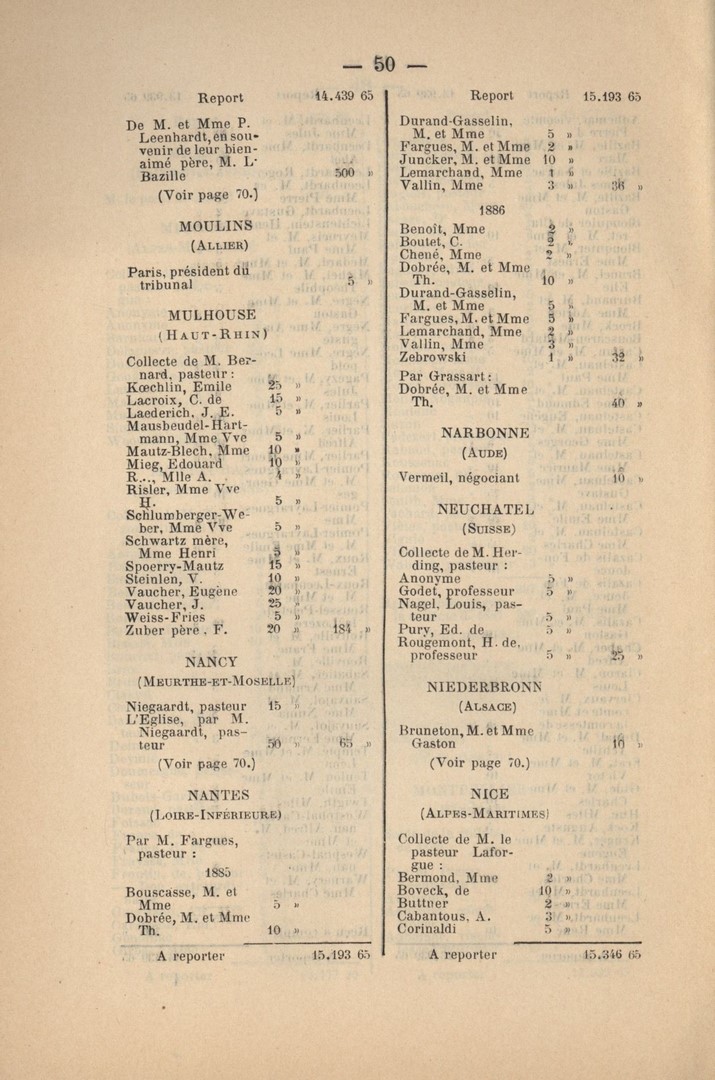 — 50 —
Report 14.439 65
De M. et Mme P.
Leenhardt, en sou-
venir de leur bien-
aimé père, M. L.
Bazille 500 »
(Voir page 70.)
MOULINS
(ALLIER)
Paris, président du
tribunal 5 »
MULHOUSE
(HAUT-RHIN)
Collecte de M. Ber-
nard, pasteur :
Kœchlin, Emile 25 »
Lacroix, C. de 15 »
Laederich, J. E. 5 »
Mausbeudel-Hart-
mann, Mme Vve 5 »
Mautz-Blech, Mme 10 »
Mieg, Edouard 10 »
R..., Mlle A. 4 »
Risler, Mme Vve
H. 5 »
Schlumberger-We-
ber, Mme Vve 5 »
Schwartz mère,
Mme Henri 5 »
Spoerry-Mautz 15 »
Steinlen, V. 10 »
Vaucher, Eugène 20 »
Vaucher, J. 25 »
Weiss-Fries 5 »
Zuber père, F. 20 » 184 »
NANCY
(MEURTHE-ET-MOSELLE)
Niegaardt, pasteur 15 »
L'Eglise, par M.
Niegaardt, pas-
teur 50 » 65 »
(Voir page 70.)
NANTES
(LOIRE-INFÉRIEURE)
Par M. Fargues,
pasteur :
1885
Bouscasse, M. et
Mme 5 »
Dobrée, M. et Mme
Th. 10 »
A reporter 15.193 65
Report 15.193 65
Durand-Gasselin,
M. et Mme 5 »
Fargues, M. et Mme 2 »
Juncker, M. et Mme 10 »
Lemarchand, Mme 1 »
Vallin, Mme 3 » 36 »
1886
Benoît, Mme 2 »
Boutet, C. 2 »
Chené, Mme 2 »
Dobrée, M. et Mme
Th. 10 »
Durand-Gasselin,
M. et Mme 5 »
Fargues, M. et Mme 5 »
Lemarchand, Mme 2 »
Vallin, Mme 3 »
Zebrowski 1 » 32 »
Par Grassart :
Dobrée, M. et Mme
Th. 40 »
NARBONNE
(AUDE)
Vermeil, négociant 10 »
NEUCHATEL
(SUISSE)
Collecte de M. Her-
ding, pasteur :
Anonyme 5 »
Godet, professeur 5 »
Nagel, Louis, pas-
teur 5 »
Pury, Ed. de 5 »
Rougemont, H. de,
professeur 5 » 25 »
NIEDERBRONN
(ALSACE)
Bruneton, M. et Mme
Gaston 10 »
(Voir page 70.)
NICE
(ALPES-MARITIMES)
Collecte de M. le
pasteur Lafor-
gue :
Bermond, Mme 2 »
Boveck, de 10 »
Buttner 2 »
Cabantous, A. 3 »
Corinaldi 5 »
A reporter 15.346 65